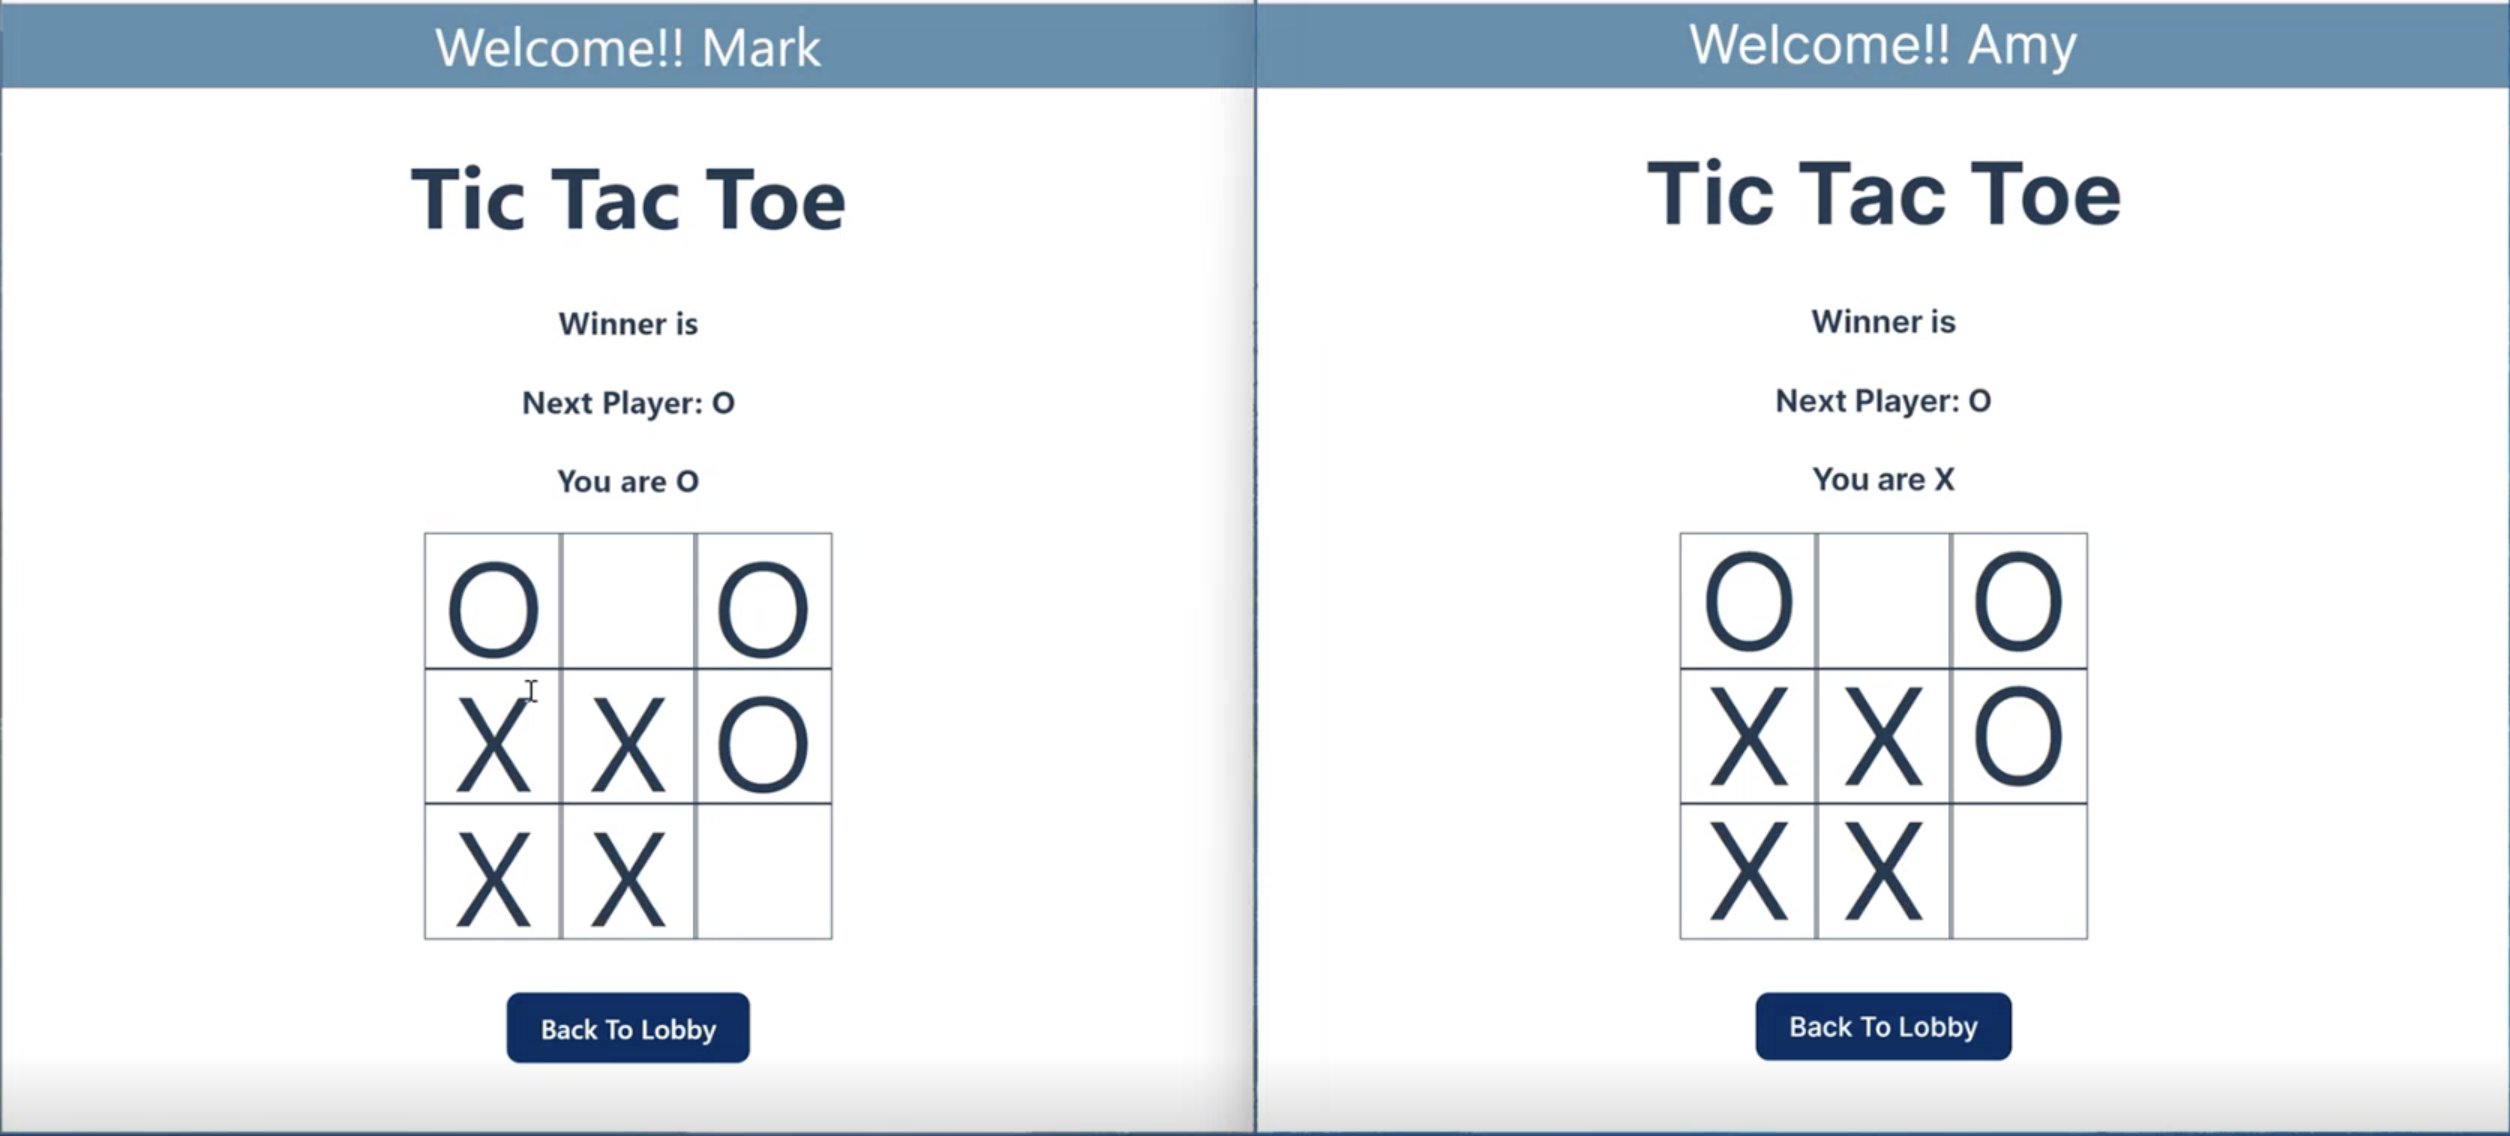 Welcome!! Mark
Tic Tac Toe
Winner is
Next Player: O
You are O
O O
X X O
X X
Back To Lobby
Welcome!! Amy
Tic Tac Toe
Winner is
Next Player: O
You are X
O O
X X O
X X
Back To Lobby